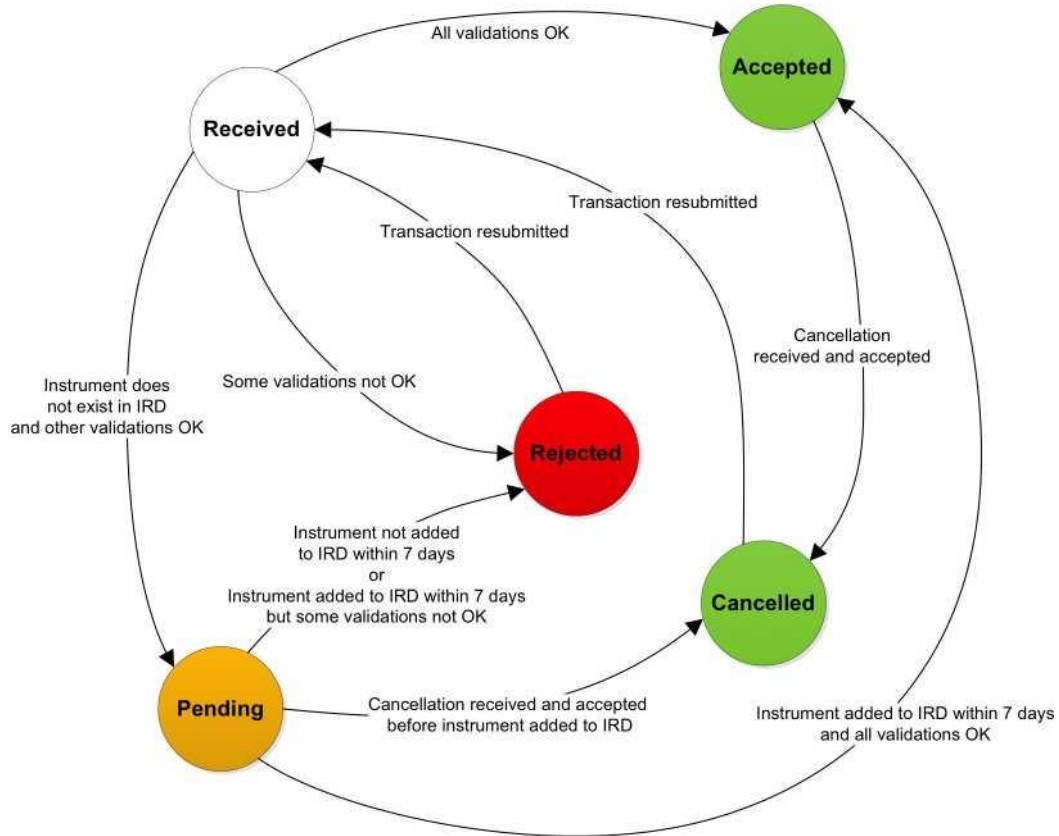 All validations OK
Accepted
Received
Transaction resubmitted
Transaction resubmitted
Cancellation
received and accepted
Instrument does
not exist in IRD
and other validations OK
Some validations not OK
Rejected
Instrument not added
to IRD within 7 days
or
Instrument added to IRD within 7 days
but some validations not OK
Cancelled
Pending
Cancellation received and accepted
before instrument added to IRD
Instrument added to IRD within 7 days
and all validations OK